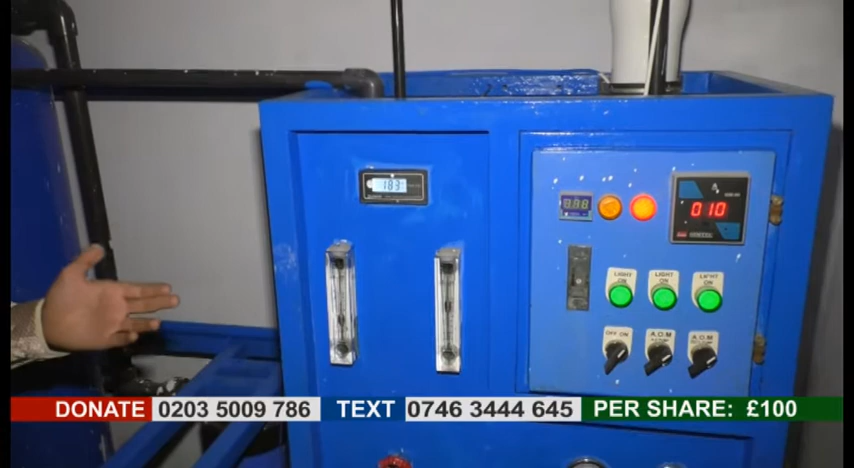 183
010
LIGHT
ON
LIGHT
ON
LIGHT
ON
OFF ON
A.O.M
A.O.M
DONATE 0203 5009 786 TEXT 0746 3444 645 PER SHARE: £100